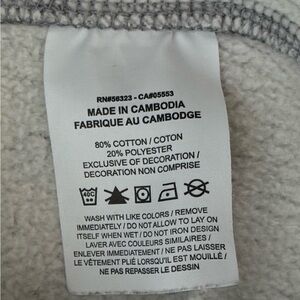 RN#56323 - CA#05553
MADE IN CAMBODIA
FABRIQUE AU CAMBODGE
80% COTTON / COTON
20% POLYESTER
EXCLUSIVE OF DECORATION /
DECORATION NON COMPRISE
40C
WASH WITH LIKE COLORS / REMOVE
IMMEDIATELY / DO NOT ALLOW TO LAY ON
ITSELF WHEN WET / DO NOT IRON DESIGN
LAVER AVEC COULEURS SIMILAIRES /
ENLEVER IMMEDIATEMENT / NE PAS LAISSER
LE VÊTEMENT PLIÉ LORSQU'IL EST MOUILLÉ /
NE PAS REPASSER LE DESSIN